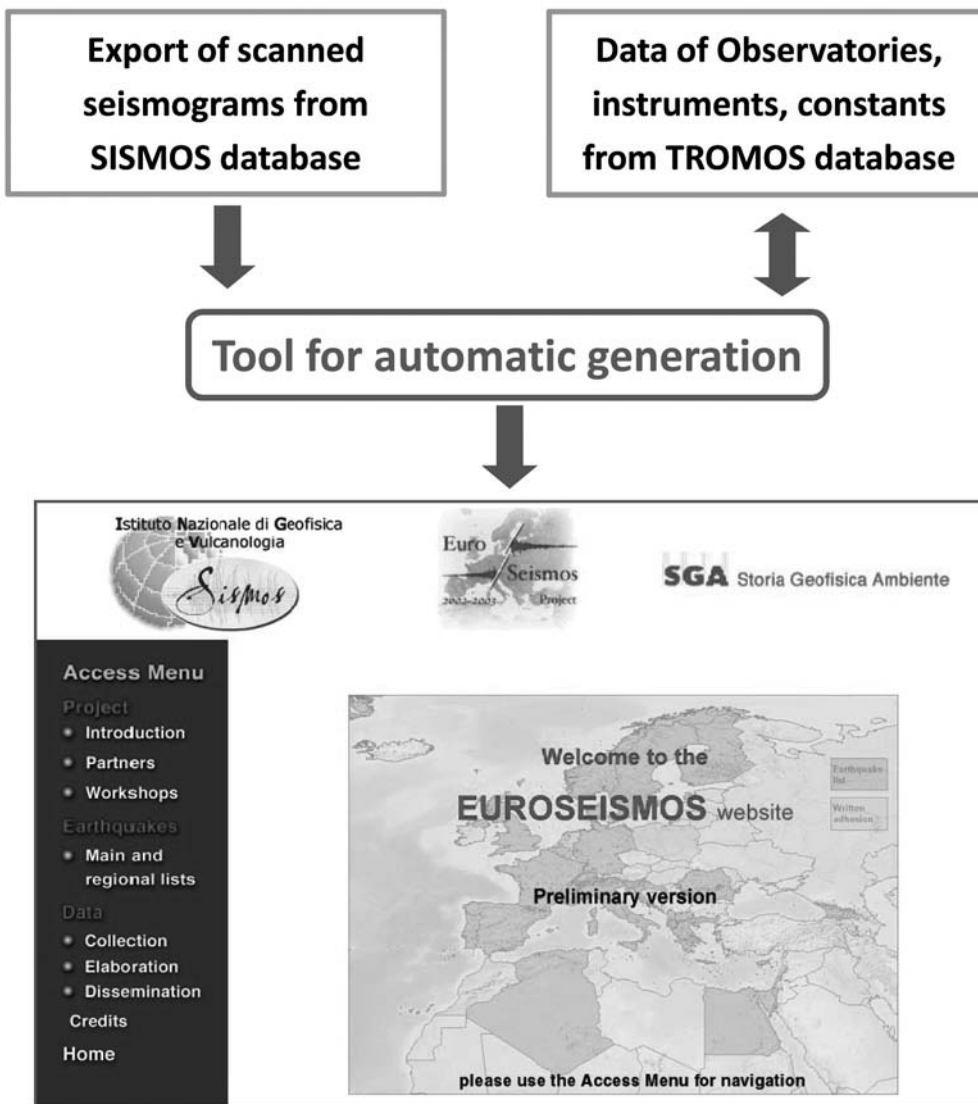 Export of scanned
seismograms from
SISMOS database
Data of Observatories,
instruments, constants
from TROMOS database
Tool for automatic generation
Istituto Nazionale di Geofisica
e Vulcanologia
Sismos
Euro
Seismos
2002-2003 Project
SGA Storia Geofisica Ambiente
Access Menu
Project
Introduction
Partners
Workshops
Earthquakes
Main and
regional lists
Data
Collection
Elaboration
Dissemination
Credits
Home
Welcome to the
EUROSEISMOS website
Preliminary version
Earthquake
list
Written
adhesion
please use the Access Menu for navigation